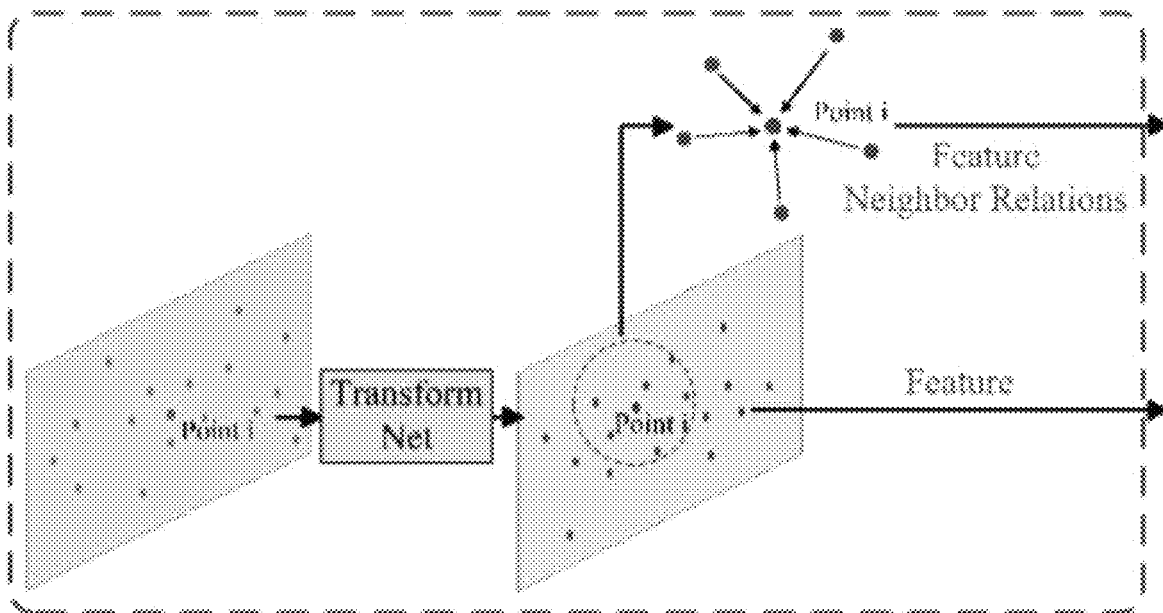 Point i
Feature
Neighbor Relations
Point i
Transform
Net
Point i
Feature